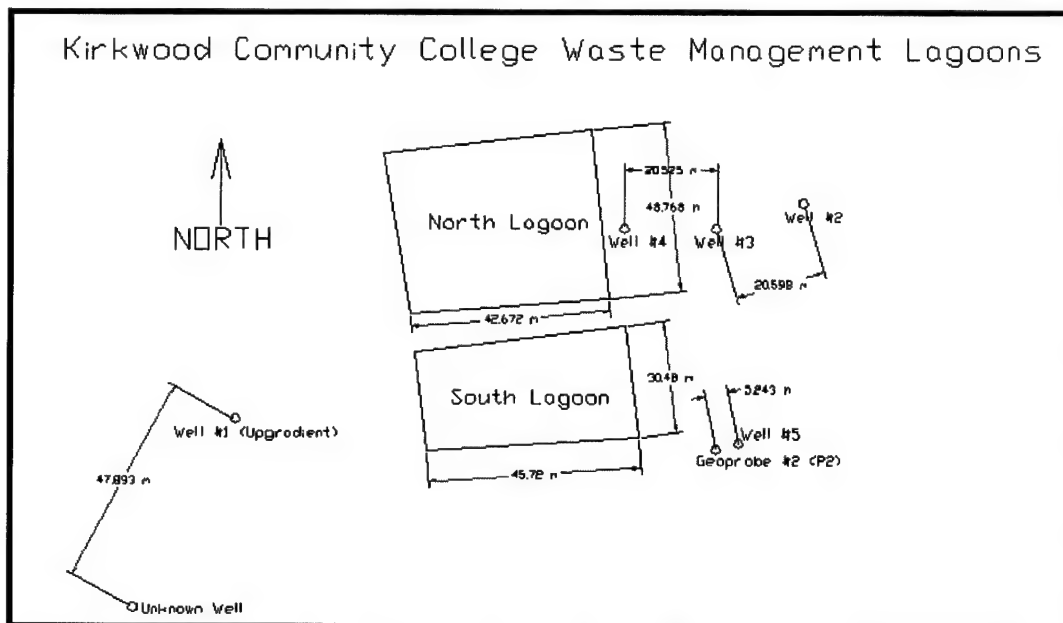 Kirkwood Community College Waste Management Lagoons
NORTH
North Lagoon
20.525 m
48.768 m
Well #4
Well #3
Well #2
20.598 m
42.672 m
South Lagoon
30.48 m
5.243 m
Well #5
Geoprobe #2 (P2)
45.72 m
Well #1 (Upgradient)
47.893 m
Unknown Well